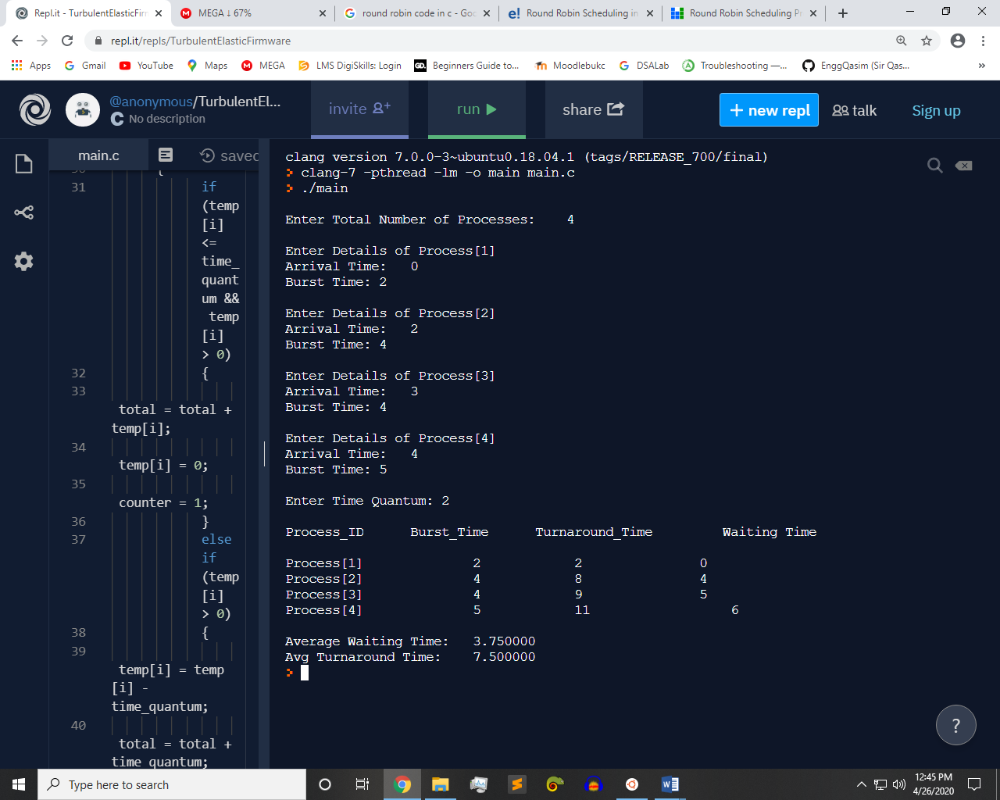 Repl.it - TurbulentElasticFirm
MEGA ↓ 67%
round robin code in c - Goo
Round Robin Scheduling in
Round Robin Scheduling Pr
repl.it/repls/TurbulentElasticFirmware
Apps Gmail YouTube Maps MEGA LMS DigiSkills: Login GD. Beginners Guide to... Moodlebukc DSALab Troubleshooting —... EnggQasim (Sir Qas... »
@anonymous/TurbulentEl...
No description
invite
run
share
+ new repl
talk
Sign up
main.c
saved
30 {
31 if
(temp
[i]
<=
time_
quant
um &&
temp
[i]
> 0)
32 {
33
total = total +
temp[i];
34
temp[i] = 0;
35
counter = 1;
36 }
37 else
if
(temp
[i]
> 0)
38 {
39
temp[i] = temp
[i] -
time_quantum;
40
total = total +
time_quantum;
clang version 7.0.0-3~ubuntu0.18.04.1 (tags/RELEASE_700/final)
> clang-7 -pthread -lm -o main main.c
> ./main
Enter Total Number of Processes: 4
Enter Details of Process[1]
Arrival Time: 0
Burst Time: 2
Enter Details of Process[2]
Arrival Time: 2
Burst Time: 4
Enter Details of Process[3]
Arrival Time: 3
Burst Time: 4
Enter Details of Process[4]
Arrival Time: 4
Burst Time: 5
Enter Time Quantum: 2
Process_ID Burst_Time Turnaround_Time Waiting Time
Process[1] 2 2 0
Process[2] 4 8 4
Process[3] 4 9 5
Process[4] 5 11 6
Average Waiting Time: 3.750000
Avg Turnaround Time: 7.500000
>
?
Type here to search
12:45 PM
4/26/2020